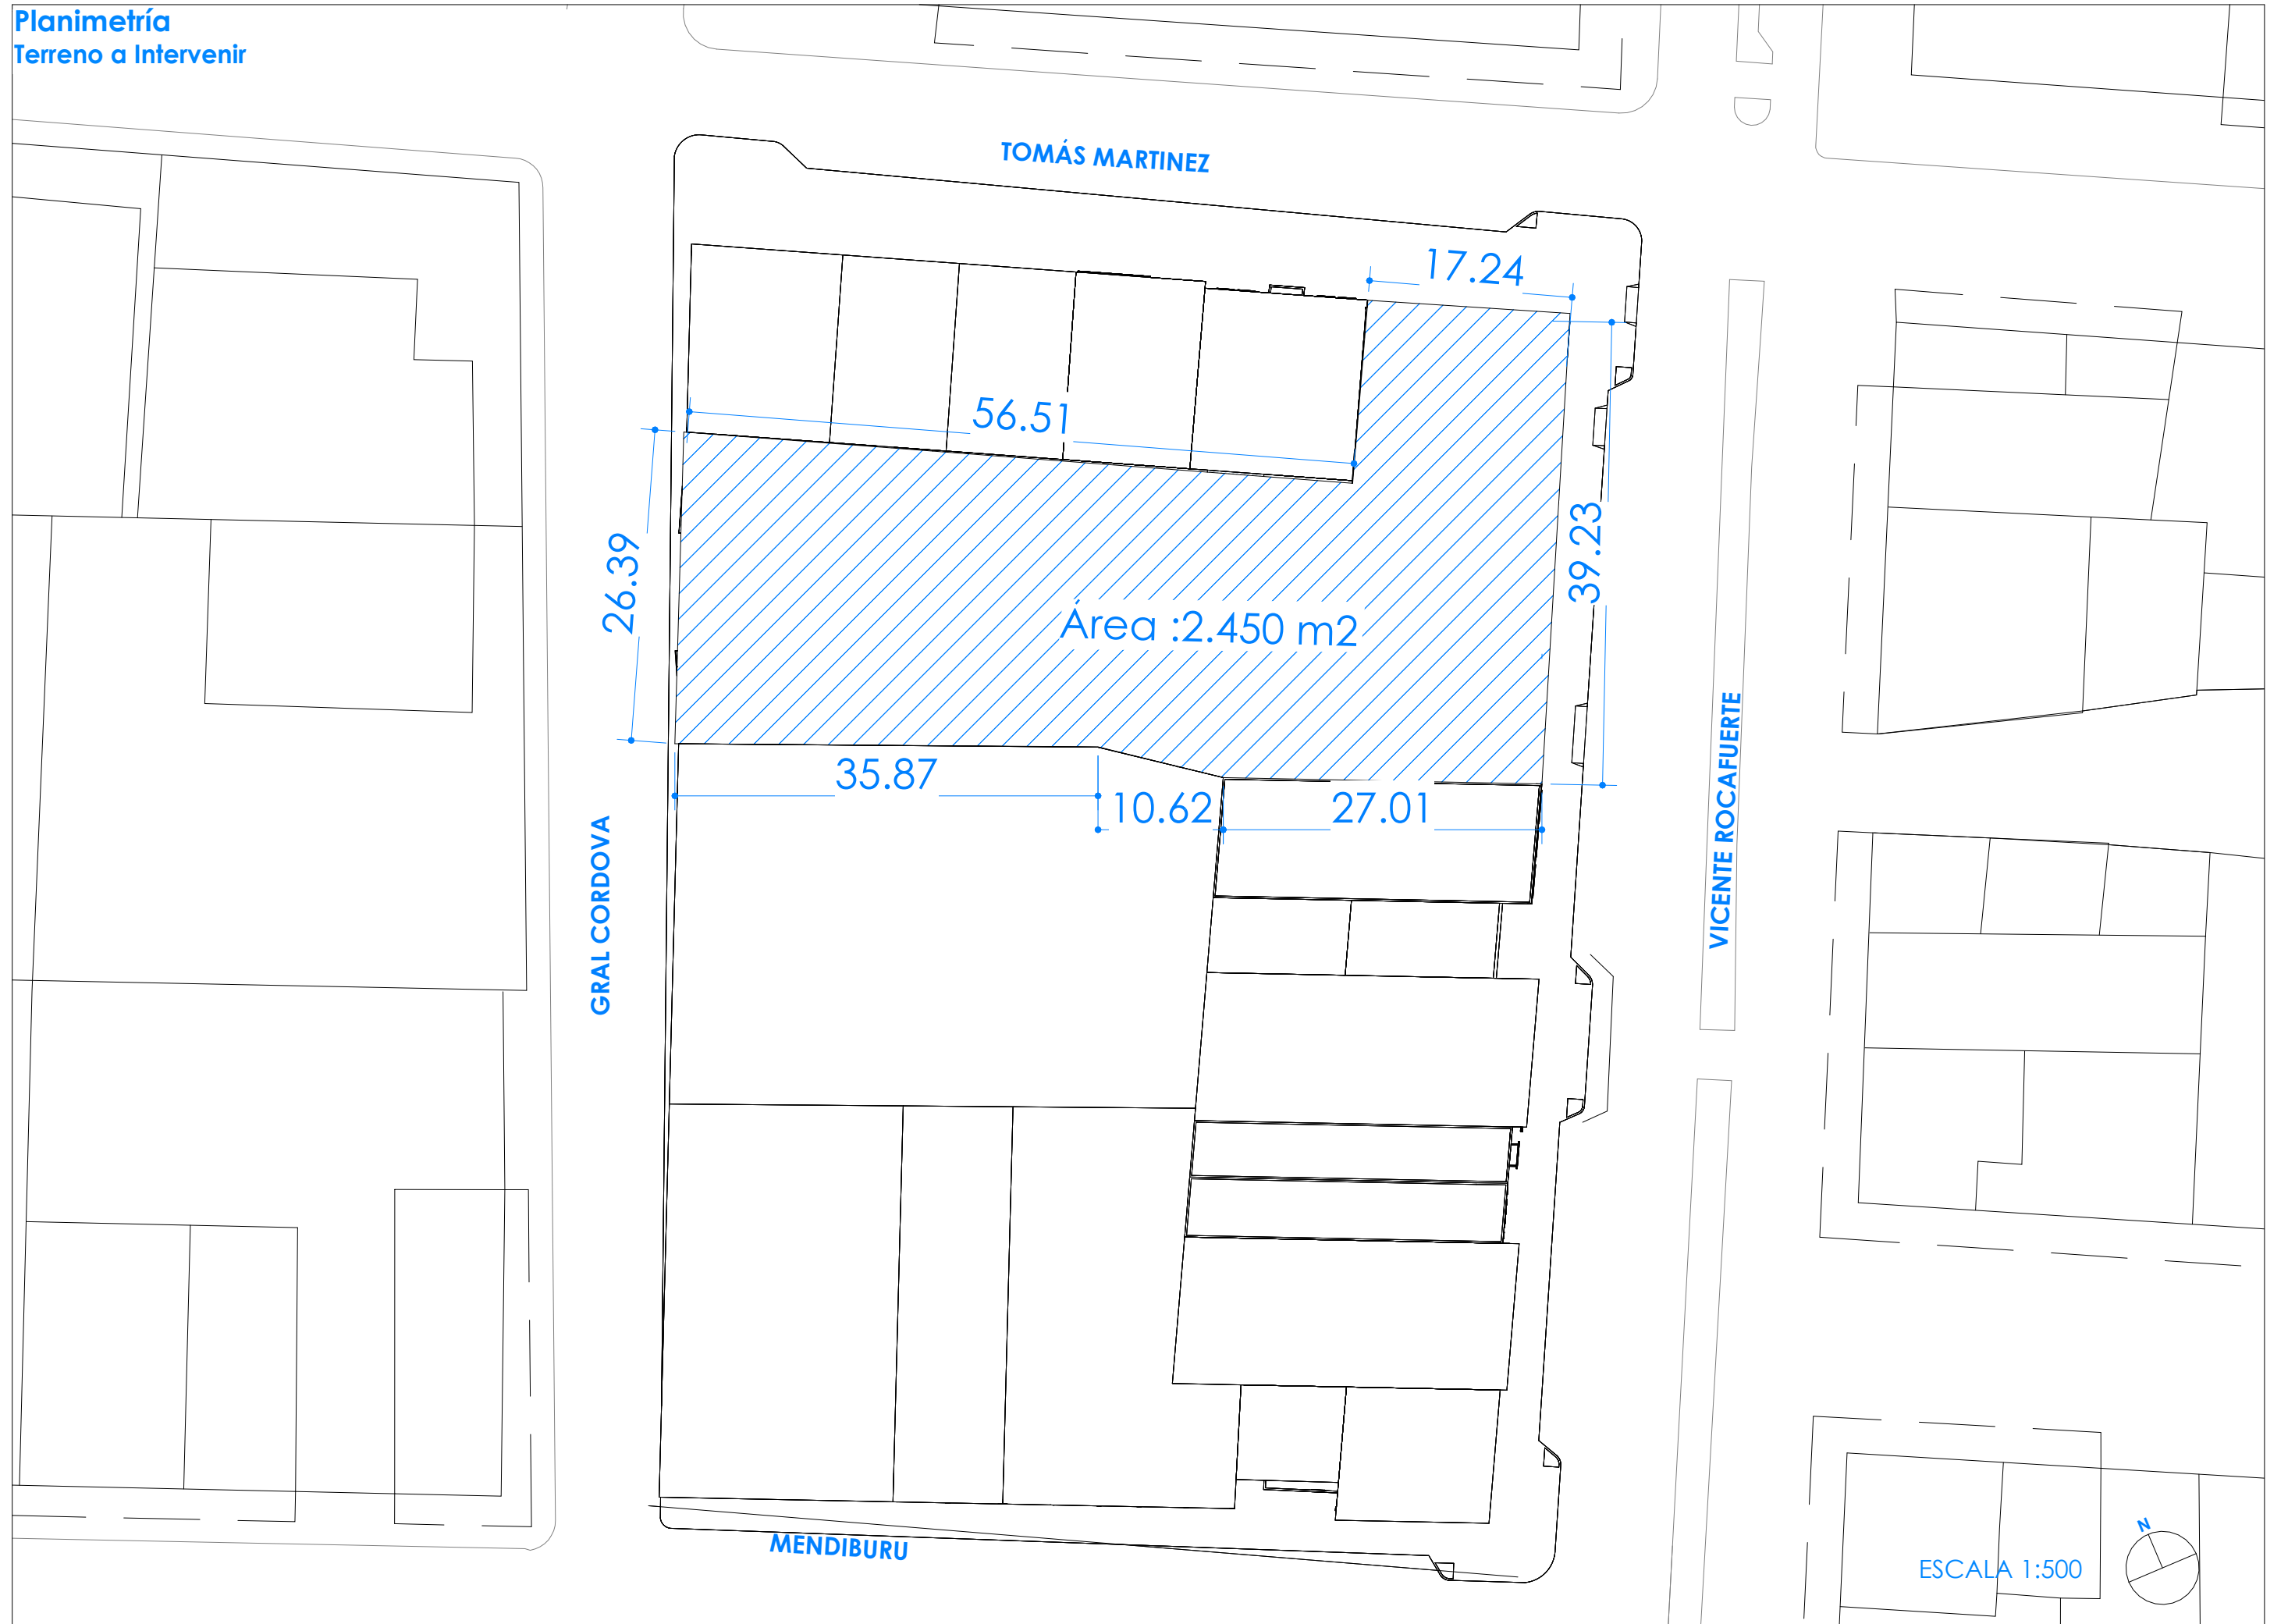 Planimetría
Terreno a Intervenir
TOMÁS MARTINEZ
17.24
56.51
26.39
39.23
Área :2.450 m2
35.87
10.62
27.01
GRAL CORDOVA
VICENTE ROCAFUERTE
MENDIBURU
N
ESCALA 1:500